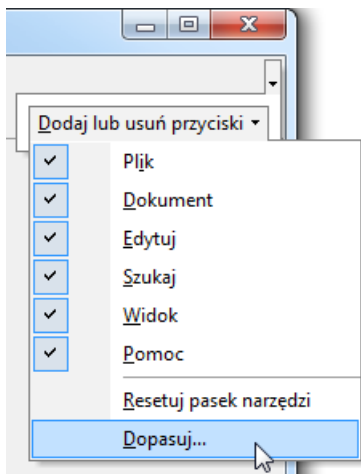 Dodaj lub usuń przyciski
Plik
Dokument
Edytuj
Szukaj
Widok
Pomoc
Resetuj pasek narzędzi
Dopasuj...